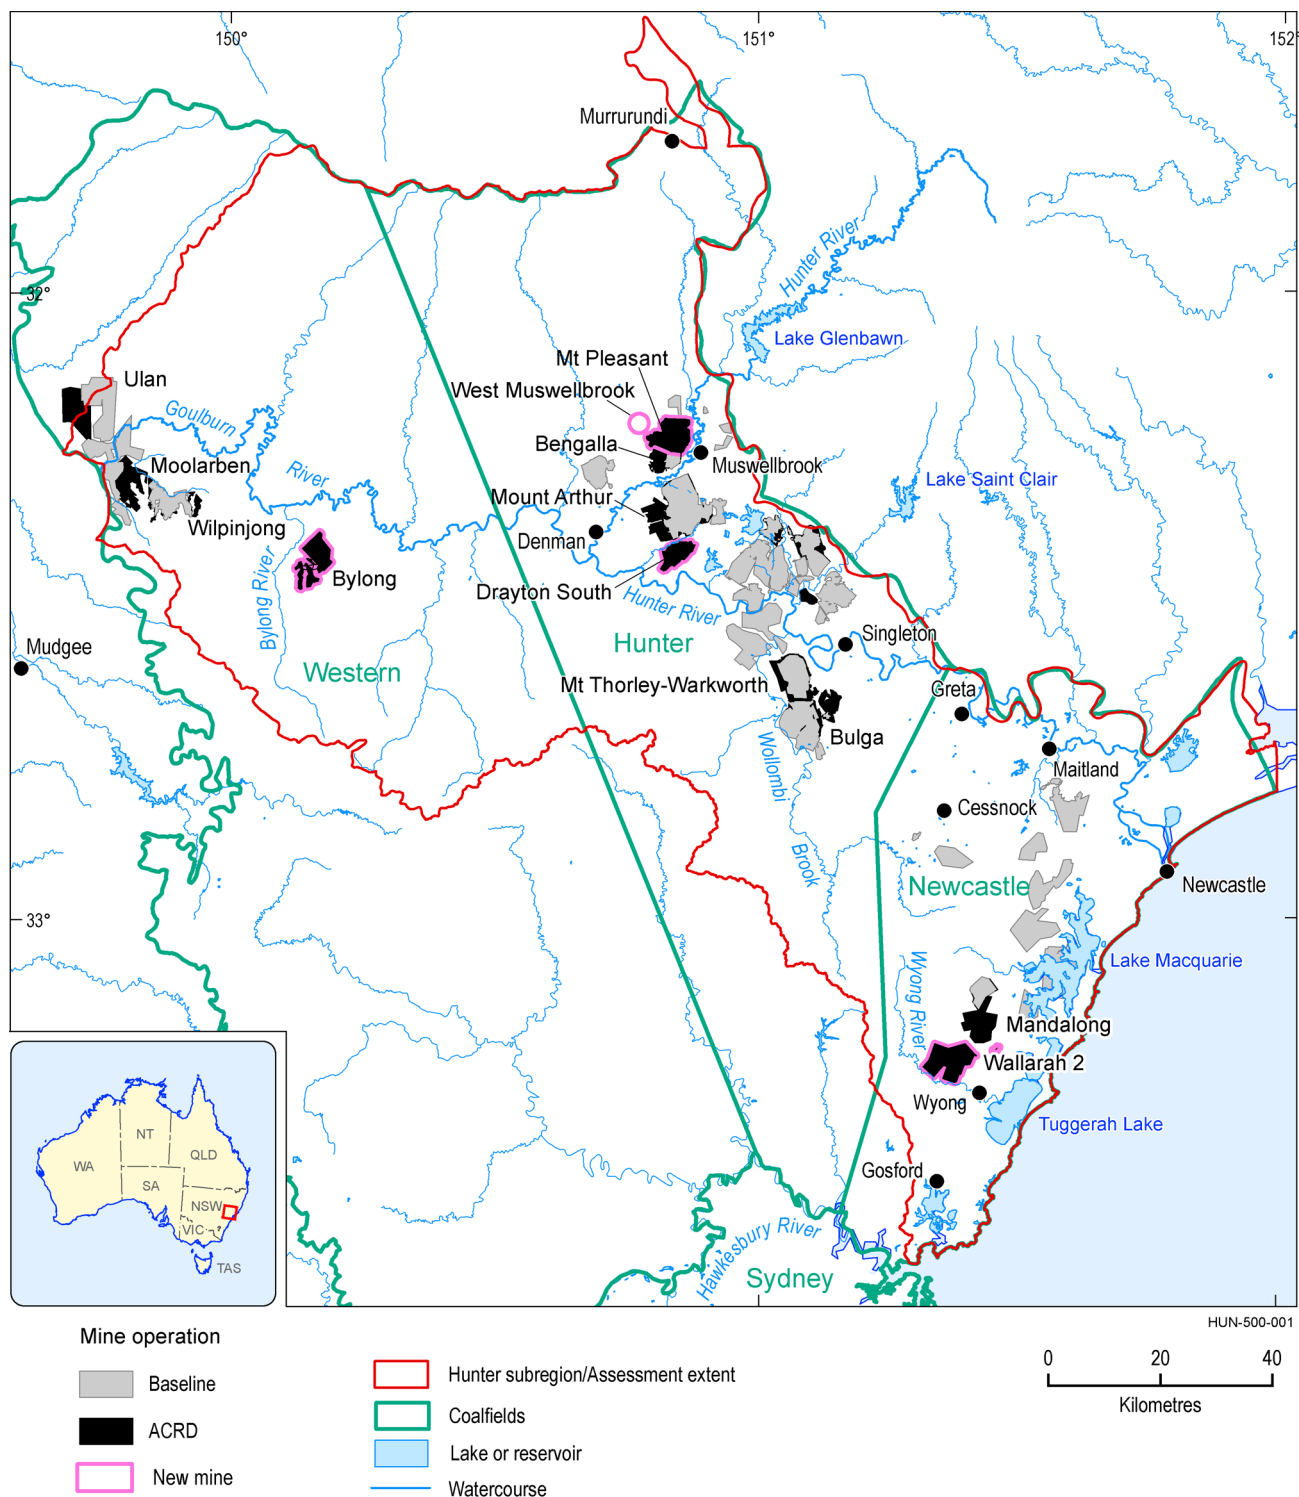 150°
151°
152°
Murrurundi
Hunter River
32°
Lake Glenbawn
Mt Pleasant
Ulan
West Muswellbrook
Goulburn
River
Bengalla
Muswellbrook
Moolarben
Lake Saint Clair
Mount Arthur
Wilpinjong
Denman
Bylong
Bylong River
Drayton South
Hunter River
Singleton
Hunter
Mudgee
Western
Mt Thorley-Warkworth
Greta
Bulga
Wollombi
Brook
Maitland
Cessnock
Newcastle
Newcastle
33°
Lake Macquarie
Wyong River
Mandalong
Wallarah 2
Wyong
Tuggerah Lake
Gosford
Hawkesbury River
Sydney
NT
WA
QLD
SA
NSW
VIC
TAS
HUN-500-001
Mine operation
Baseline
ACRD
New mine
Hunter subregion/Assessment extent
Coalfields
Lake or reservoir
Watercourse
0 20 40
Kilometres